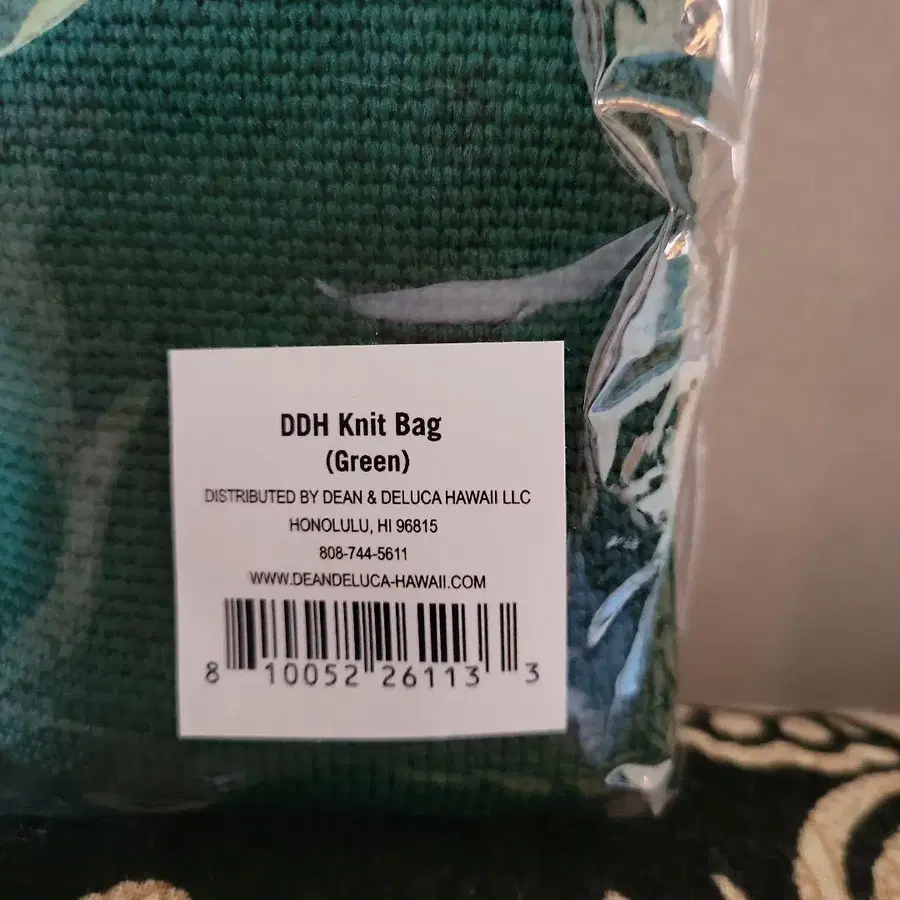 DDH Knit Bag
(Green)
DISTRIBUTED BY DEAN & DELUCA HAWAII LLC
HONOLULU, HI 96815
808-744-5611
WWW.DEANDELUCA-HAWAII.COM
8 10052 26113 3